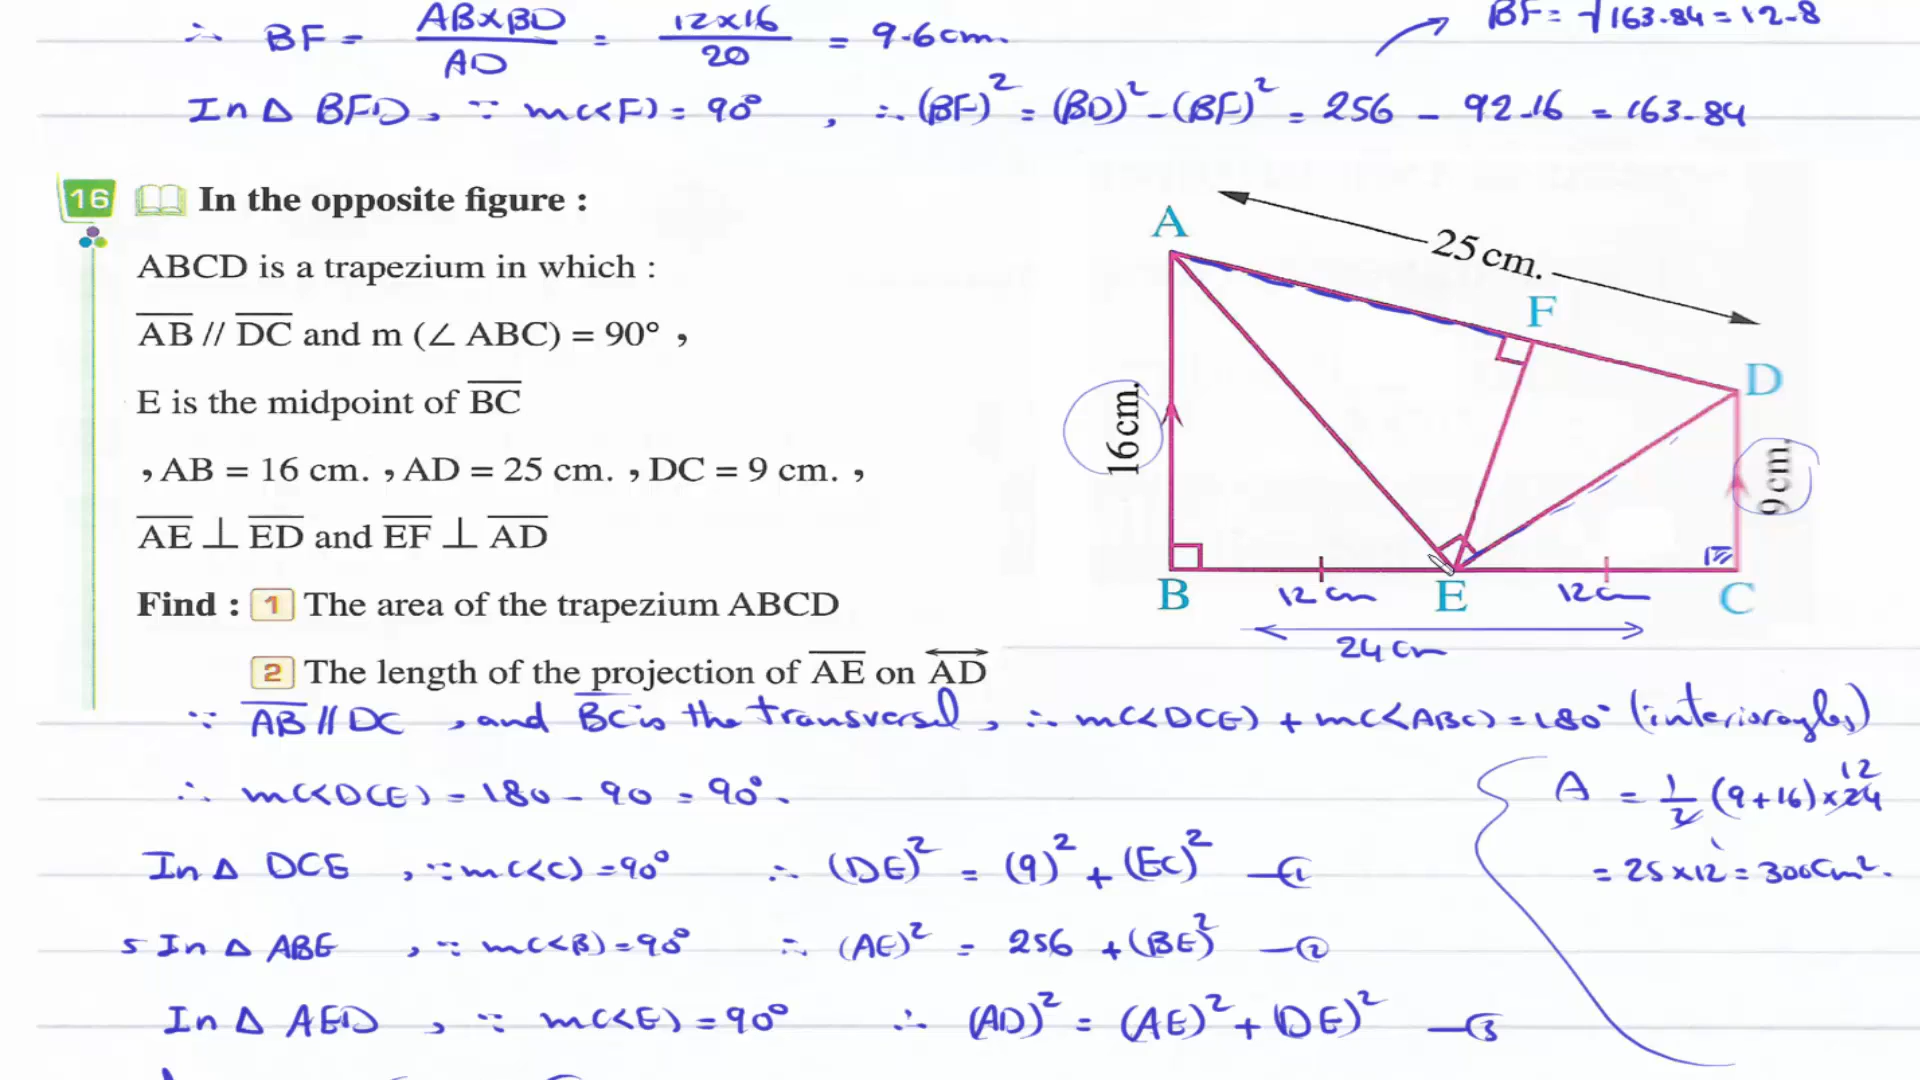 ∴ BF = AB×BD / AD = 12×16 / 20 = 9.6cm.
BF = √163.84 = 12.8
In Δ BFD, ∵ m(<F) = 90°, ∴ (BF)² = (BD)² - (BF)² = 256 - 92.16 = 163.84
16 In the opposite figure :
ABCD is a trapezium in which :
AB // DC and m (∠ ABC) = 90° ,
E is the midpoint of BC
, AB = 16 cm. , AD = 25 cm. , DC = 9 cm. ,
AE ⊥ ED and EF ⊥ AD
Find : 1 The area of the trapezium ABCD
2 The length of the projection of AE on AD
A
25 cm.
F
D
16 cm.
9 cm.
B
12 cm
E
12 cm
C
24 cm
∵ AB // DC , and BC is the transversal, ∴ m(<DCE) + m(<ABC) = 180° (interior angles)
∴ m(<DCE) = 180 - 90 = 90°.
In Δ DCE , ∵ m(<C) = 90° ∴ (DE)² = (9)² + (EC)² —①
, In Δ ABE , ∵ m(<B) = 90° ∴ (AE)² = 256 + (BE)² —②
In Δ AED , ∵ m(<E) = 90° ∴ (AD)² = (AE)² + (DE)² —③
A = 1/2 (9+16) × 24 12
= 25×12 = 300cm².